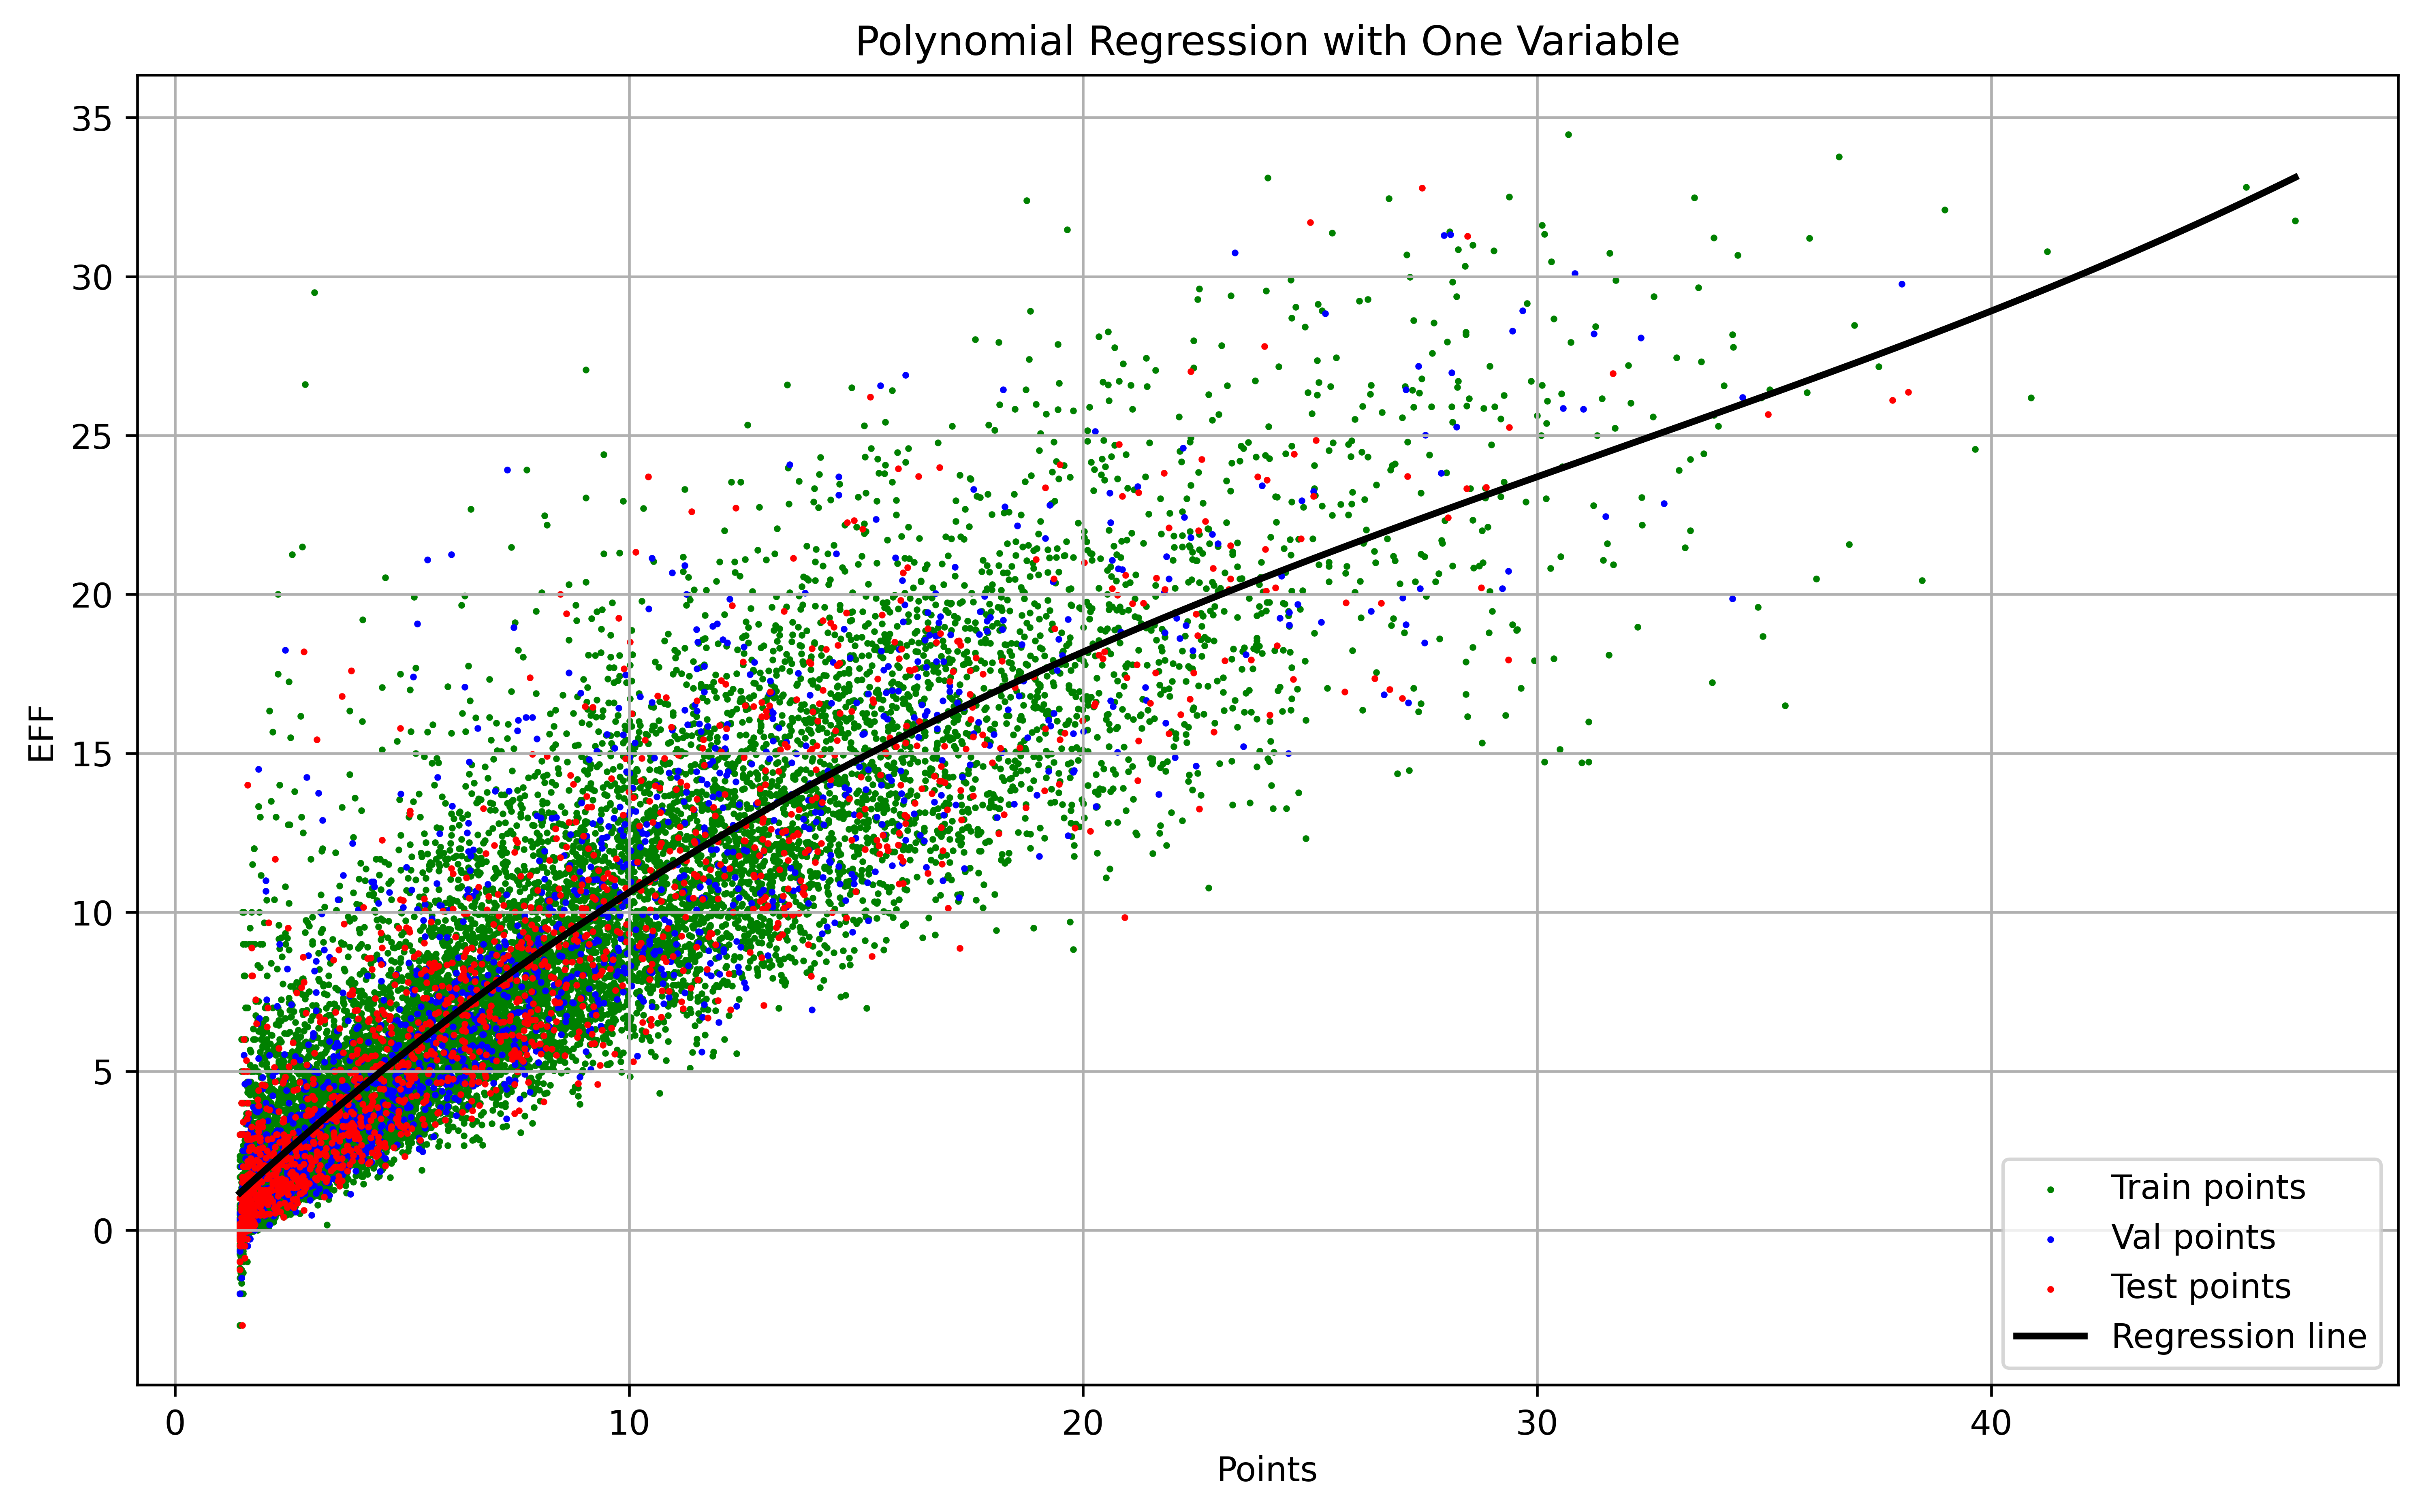 Polynomial Regression with One Variable
35
30
25
20
15
10
5
0
EFF
0 10 20 30 40
Points
Train points
Val points
Test points
Regression line